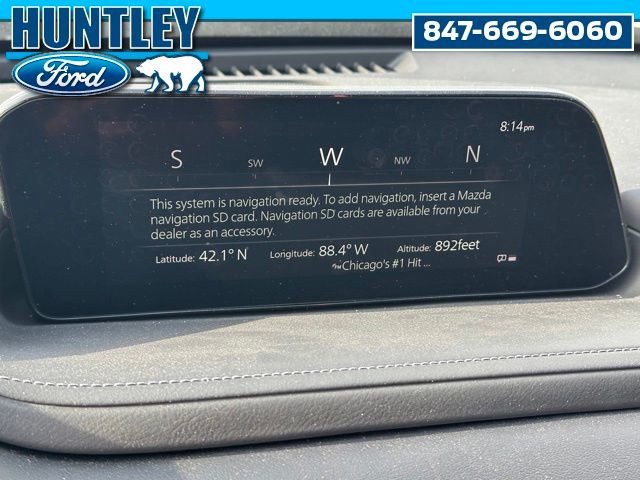 HUNTLEY
Ford
847-669-6060
8:14pm
S SW W NW N
This system is navigation ready. To add navigation, insert a Mazda
navigation SD card. Navigation SD cards are available from your
dealer as an accessory.
Latitude: 42.1° N Longitude: 88.4° W Altitude: 892feet
Chicago's #1 Hit ...